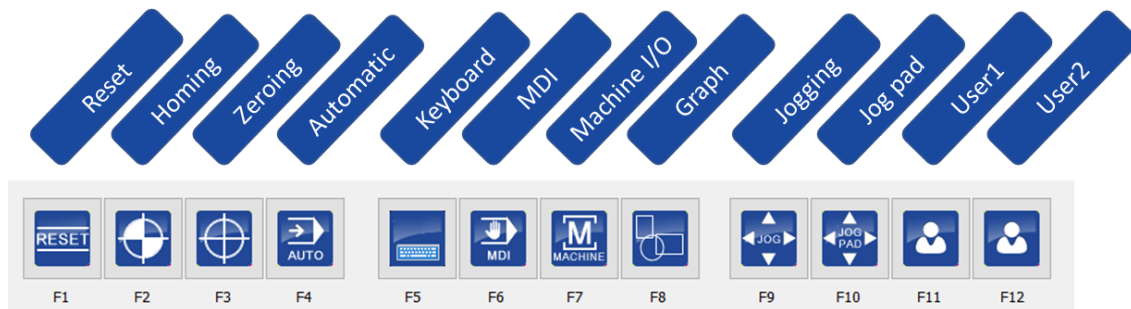 Reset
Homing
Zeroing
Automatic
Keyboard
MDI
Machine I/O
Graph
Jogging
Jog pad
User1
User2
RESET
AUTO
MDI
M
MACHINE
JOG
JOG
PAD
F1 F2 F3 F4 F5 F6 F7 F8 F9 F10 F11 F12